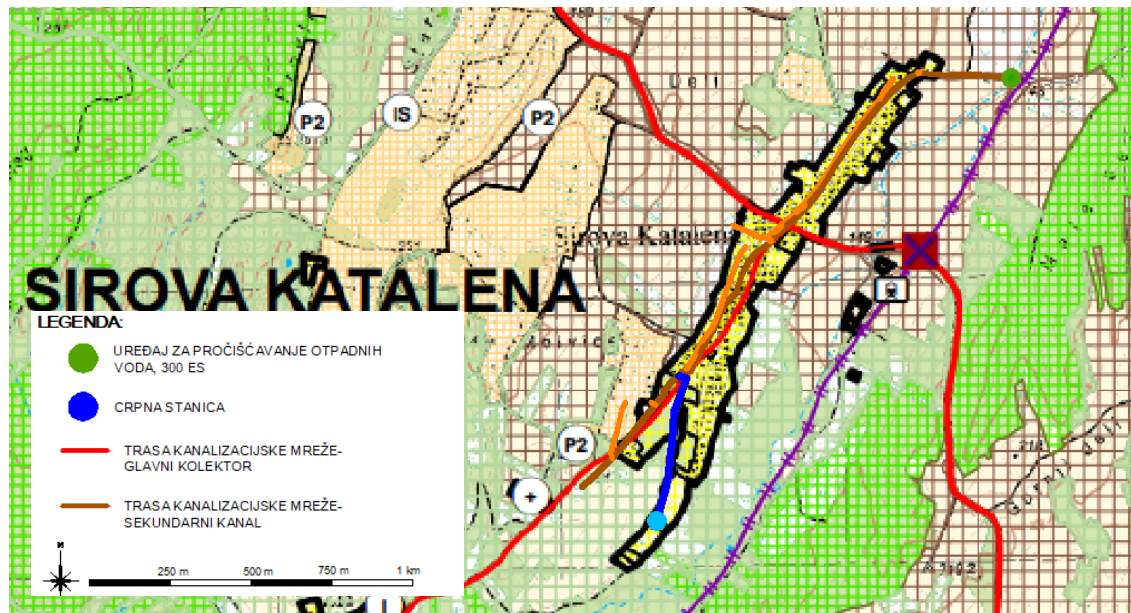 Deli
P2
IS
P2
Sirova Katalena
SIROVA KATALENA
P2
+
LEGENDA:
UREĐAJ ZA PROČIŠĆAVANJE OTPADNIH
VODA, 300 ES
CRPNA STANICA
TRASA KANALIZACIJSKE MREŽE-
GLAVNI KOLEKTOR
TRASA KANALIZACIJSKE MREŽE-
SEKUNDARNI KANAL
N
250 m 500 m 750 m 1 km